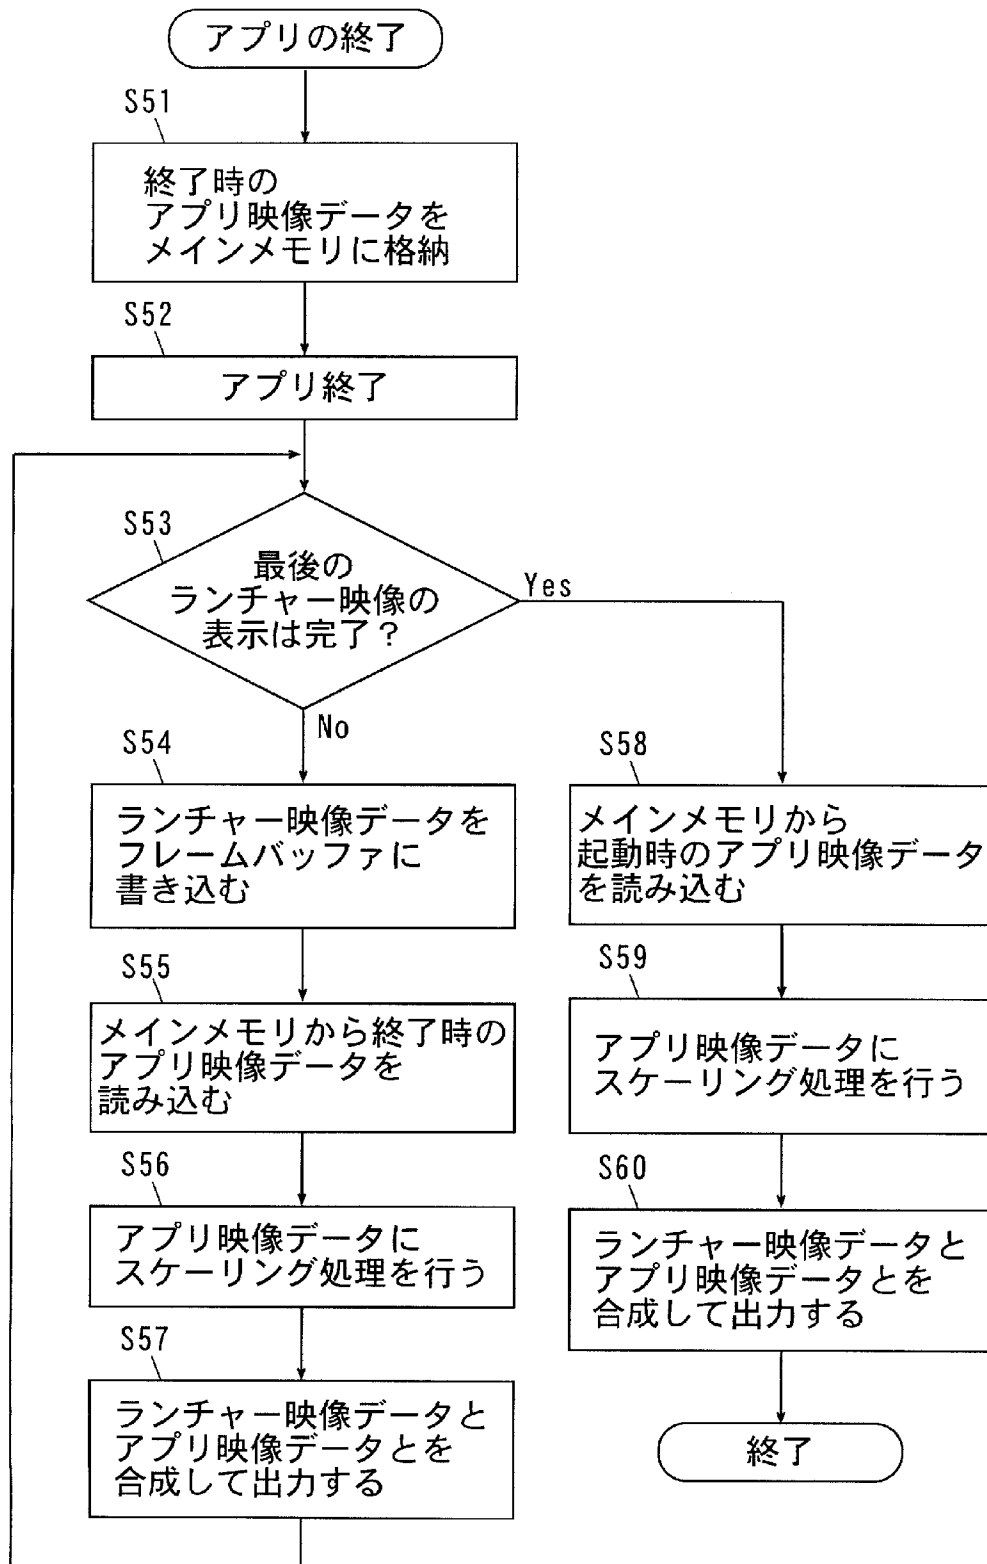 アプリの終了
S51
終了時の
アプリ映像データを
メインメモリに格納
S52
アプリ終了
S53
最後の
ランチャー映像の
表示は完了？
Yes
No
S54
ランチャー映像データを
フレームバッファに
書き込む
S55
メインメモリから終了時の
アプリ映像データを
読み込む
S56
アプリ映像データに
スケーリング処理を行う
S57
ランチャー映像データと
アプリ映像データとを
合成して出力する
S58
メインメモリから
起動時のアプリ映像データ
を読み込む
S59
アプリ映像データに
スケーリング処理を行う
S60
ランチャー映像データと
アプリ映像データとを
合成して出力する
終了